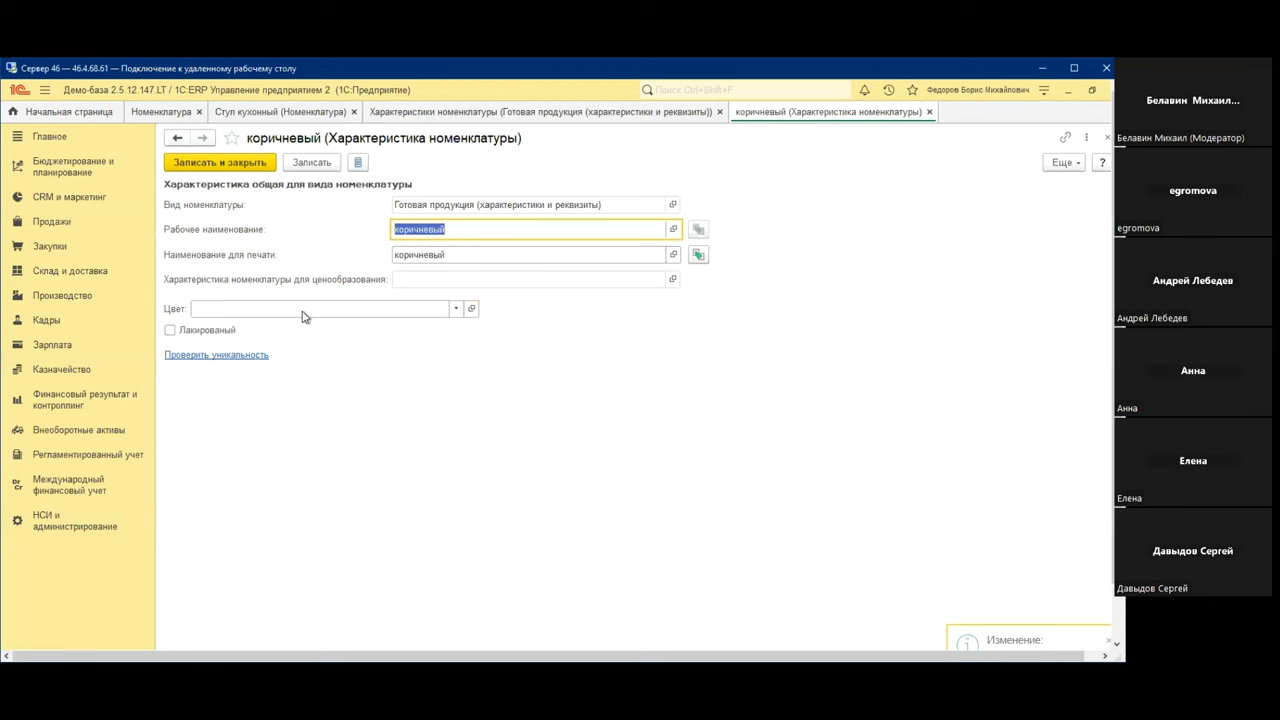 Сервер 46 — 46.4.68.61 — Подключение к удаленному рабочему столу
1С Демо-база 2.5.12.147.LT / 1С:ERP Управление предприятием 2 (1С:Предприятие)
Поиск Ctrl+Shift+F
Федоров Борис Михайлович
Начальная страница
Номенклатура ×
Стул кухонный (Номенклатура) ×
Характеристики номенклатуры (Готовая продукция (характеристики и реквизиты)) ×
коричневый (Характеристика номенклатуры) ×
Главное
Бюджетирование и
планирование
CRM и маркетинг
Продажи
Закупки
Склад и доставка
Производство
Кадры
Зарплата
Казначейство
Финансовый результат и
контроллинг
Внеоборотные активы
Регламентированный учет
Dr
Cr
Международный
финансовый учет
НСИ и
администрирование
коричневый (Характеристика номенклатуры)
Записать и закрыть
Записать
Еще
?
Характеристика общая для вида номенклатуры
Вид номенклатуры: Готовая продукция (характеристики и реквизиты)
Рабочее наименование: коричневый
Наименование для печати: коричневый
Характеристика номенклатуры для ценообразования:
Цвет:
Лакированый
Проверить уникальность
Изменение:
Белавин Михаил...
Белавин Михаил (Модератор)
egromova
egromova
Андрей Лебедев
Андрей Лебедев
Анна
Анна
Елена
Елена
Давыдов Сергей
Давыдов Сергей